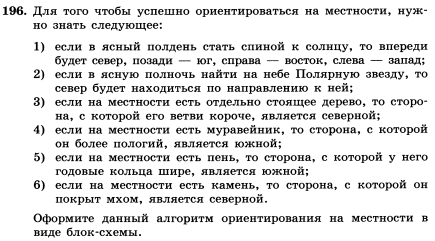 196. Для того чтобы успешно ориентироваться на местности, нуж-
но знать следующее:
1) если в ясный полдень стать спиной к солнцу, то впереди
будет север, позади — юг, справа — восток, слева — запад;
2) если в ясную полночь найти на небе Полярную звезду, то
север будет находиться по направлению к ней;
3) если на местности есть отдельно стоящее дерево, то сторо-
на, с которой его ветви короче, является северной;
4) если на местности есть муравейник, то сторона, с которой
он более пологий, является южной;
5) если на местности есть пень, то сторона, с которой у него
годовые кольца шире, является южной;
6) если на местности есть камень, то сторона, с которой он
покрыт мхом, является северной.
Оформите данный алгоритм ориентирования на местности в
виде блок-схемы.